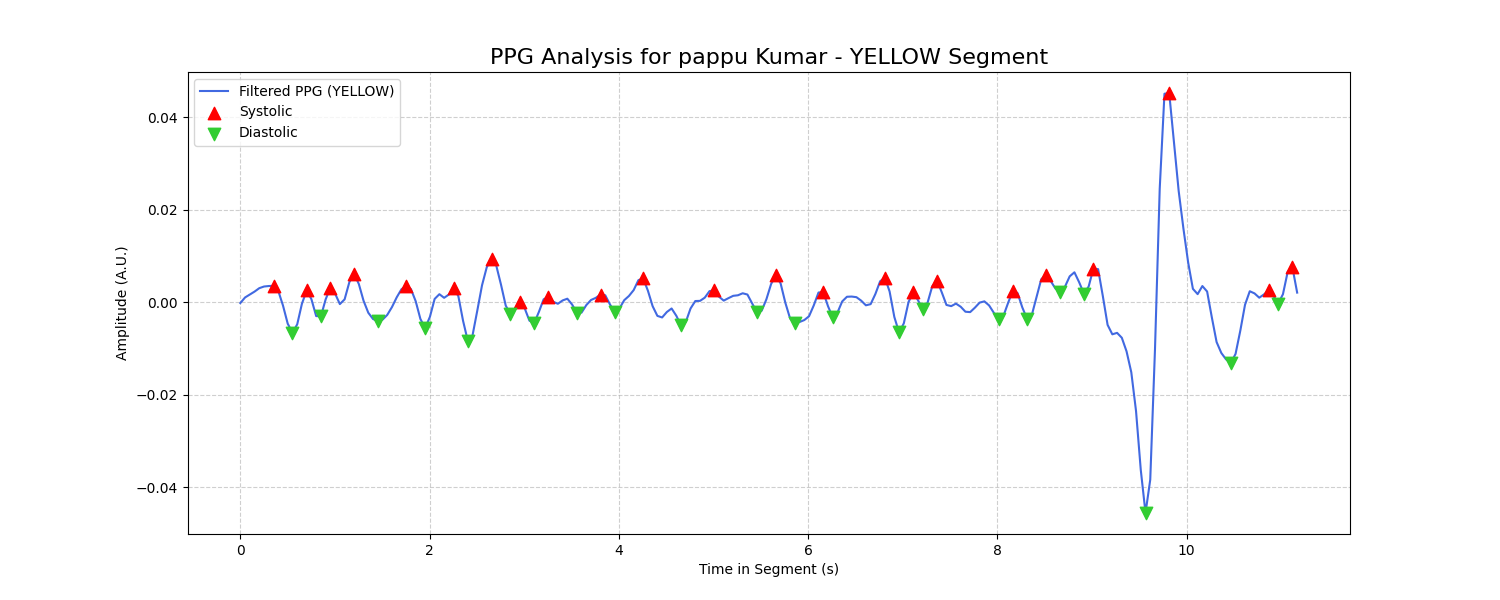 PPG Analysis for pappu Kumar - YELLOW Segment
Filtered PPG (YELLOW)
Systolic
Diastolic
0.04
0.02
0.00
−0.02
−0.04
Amplitude (A.U.)
0 2 4 6 8 10
Time in Segment (s)